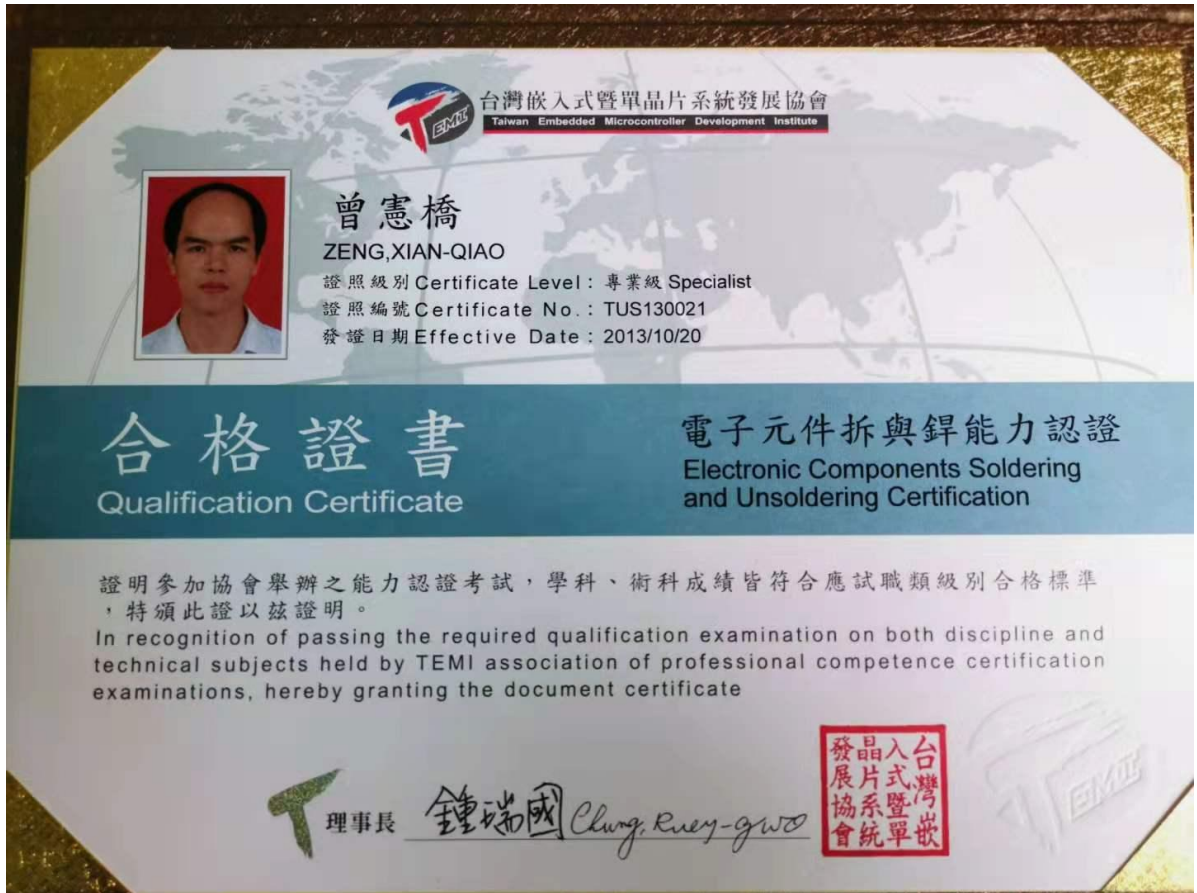 TEMI
台灣嵌入式暨單晶片系統發展協會
Taiwan Embedded Microcontroller Development Institute
曾憲橋
ZENG,XIAN-QIAO
證照級別 Certificate Level : 專業級 Specialist
證照編號 Certificate No. : TUS130021
發證日期 Effective Date : 2013/10/20
合格證書
Qualification Certificate
電子元件拆與銲能力認證
Electronic Components Soldering
and Unsoldering Certification
證明參加協會舉辦之能力認證考試，學科、術科成績皆符合應試職類級別合格標準
，特頒此證以茲證明。
In recognition of passing the required qualification examination on both discipline and
technical subjects held by TEMI association of professional competence certification
examinations, hereby granting the document certificate
T 理事長 鍾瑞國 Chung, Ruey-gwo
台灣嵌
入式暨單
晶片系統
發展協會
TEMI